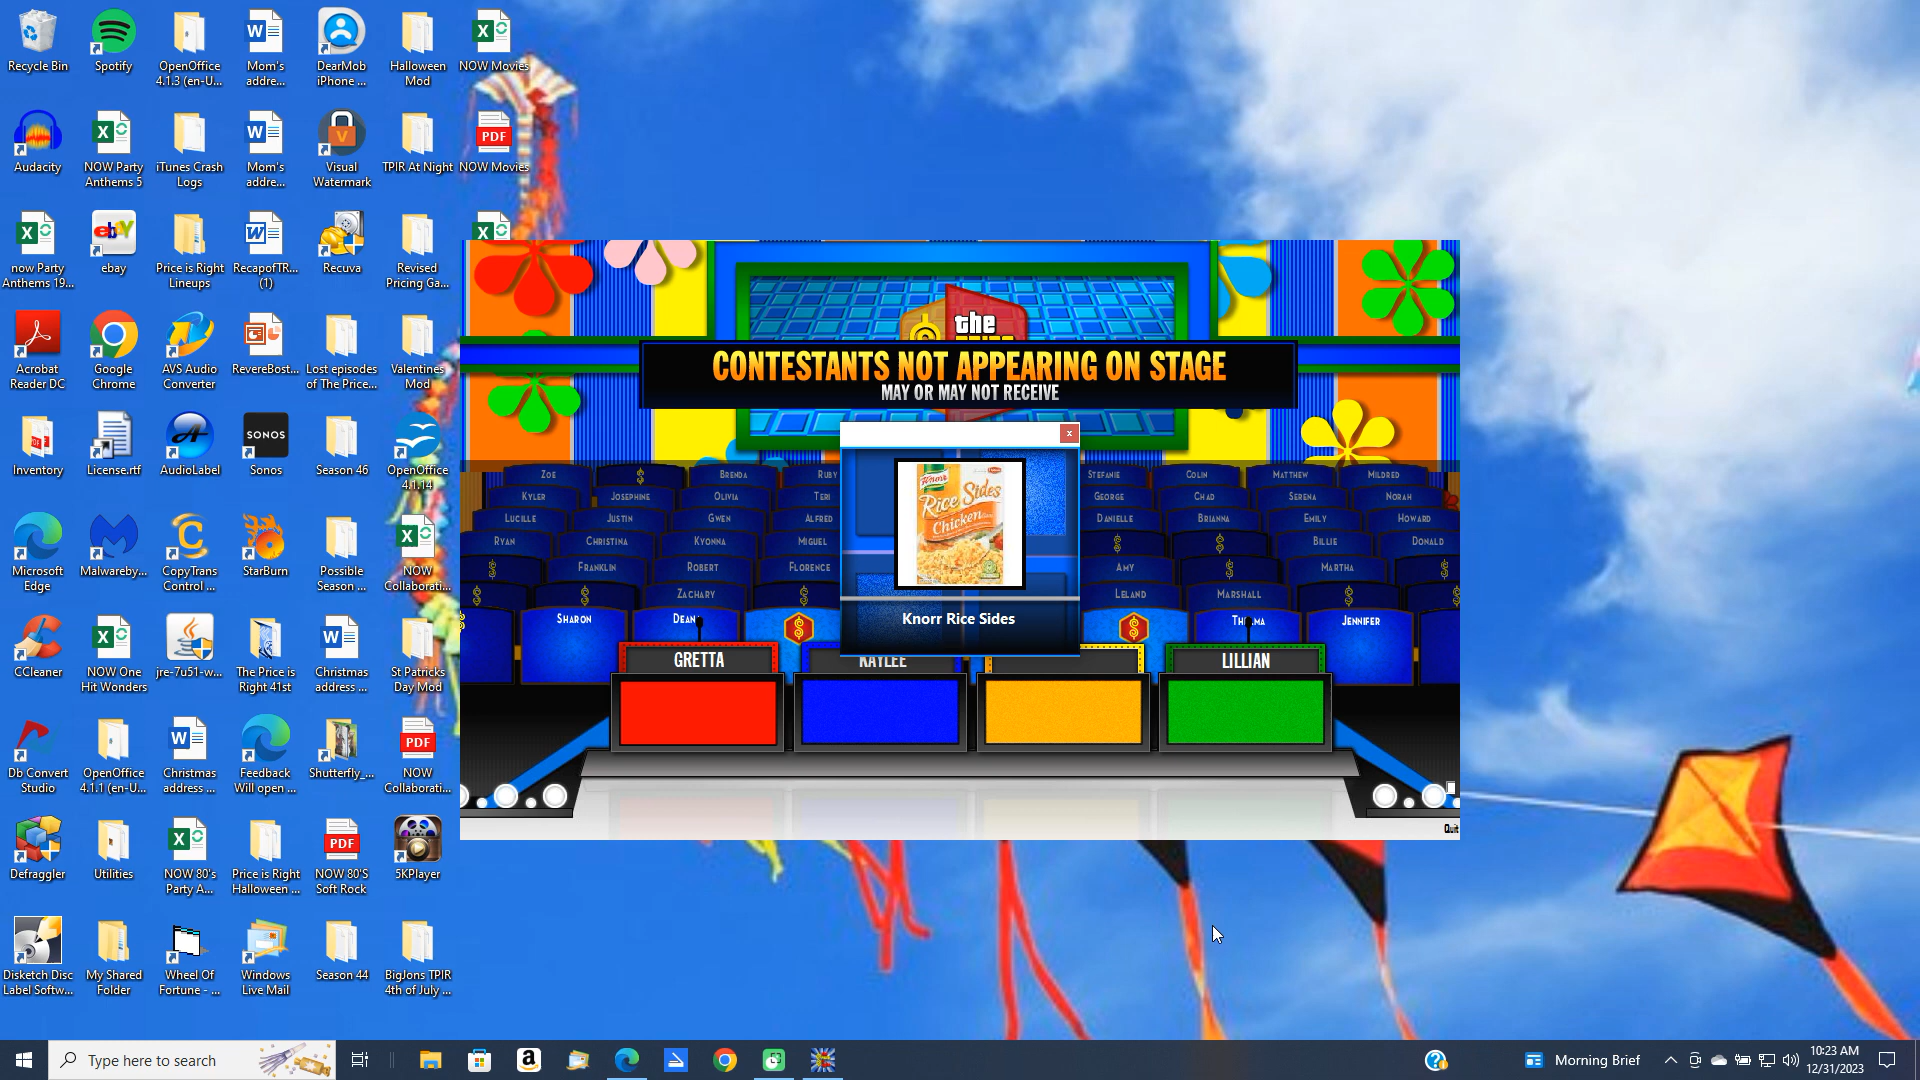 Recycle Bin
Spotify
OpenOffice
4.1.3 (en-U...
Mom's
addre...
DearMob
iPhone ...
Halloween
Mod
NOW Movies
Audacity
NOW Party
Anthems 5
iTunes Crash
Logs
Mom's
addre...
Visual
Watermark
TPIR At Night
PDF
NOW Movies
now Party
Anthems 19...
ebay
Price is Right
Lineups
RecapofTR...
(1)
Recuva
Revised
Pricing Ga...
Acrobat
Reader DC
Google
Chrome
AVS Audio
Converter
RevereBost...
Lost episodes
of The Price...
Valentines
Mod
Inventory
License.rtf
AudioLabel
SONOS
Sonos
Season 46
OpenOffice
4.1.14
Microsoft
Edge
Malwareby...
CopyTrans
Control ...
StarBurn
Possible
Season ...
NOW
Collaborati...
CCleaner
NOW One
Hit Wonders
jre-7u51-w...
The Price is
Right 41st
Christmas
address ...
St Patricks
Day Mod
Db Convert
Studio
OpenOffice
4.1.1 (en-U...
Christmas
address ...
Feedback
Will open ...
Shutterfly_...
PDF
NOW
Collaborati...
Defraggler
Utilities
NOW 80's
Party A...
Price is Right
Halloween ...
PDF
NOW 80'S
Soft Rock
5KPlayer
Disketch Disc
Label Softw...
My Shared
Folder
Wheel Of
Fortune - ...
Windows
Live Mail
Season 44
BigJons TPIR
4th of July ...
the
CONTESTANTS NOT APPEARING ON STAGE
MAY OR MAY NOT RECEIVE
x
Knorr
Rice Sides
Chicken
Knorr Rice Sides
ZOE
BRENDA
RUBY
STEFANIE
COLIN
MATTHEW
MILDRED
KYLER
JOSEPHINE
OLIVIA
TERI
GEORGE
CHAD
SERENA
NORAH
LUCILLE
JUSTIN
GWEN
ALFRED
DANIELLE
BRIANNA
EMILY
HOWARD
RYAN
CHRISTINA
KYONNA
MIGUEL
BILLIE
DONALD
FRANKLIN
ROBERT
FLORENCE
AMY
MARTHA
ZACHARY
LELAND
MARSHALL
SHARON
DEAN
JENNIFER
GRETTA
KAYLEE
LILLIAN
Quit
Type here to search
Morning Brief
10:23 AM
12/31/2023